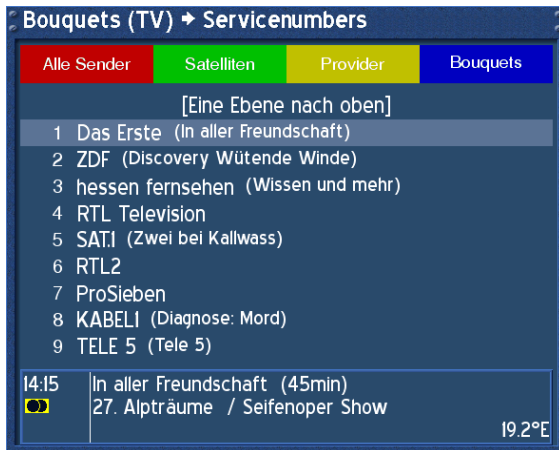 Bouquets (TV) ➜ Servicenumbers
Alle Sender Satelliten Provider Bouquets
[Eine Ebene nach oben]
1 Das Erste (In aller Freundschaft)
2 ZDF (Discovery Wütende Winde)
3 hessen fernsehen (Wissen und mehr)
4 RTL Television
5 SAT.1 (Zwei bei Kallwass)
6 RTL2
7 ProSieben
8 KABEL1 (Diagnose: Mord)
9 TELE 5 (Tele 5)
14:15 In aller Freundschaft (45min)
27. Alpträume / Seifenoper Show
19.2°E